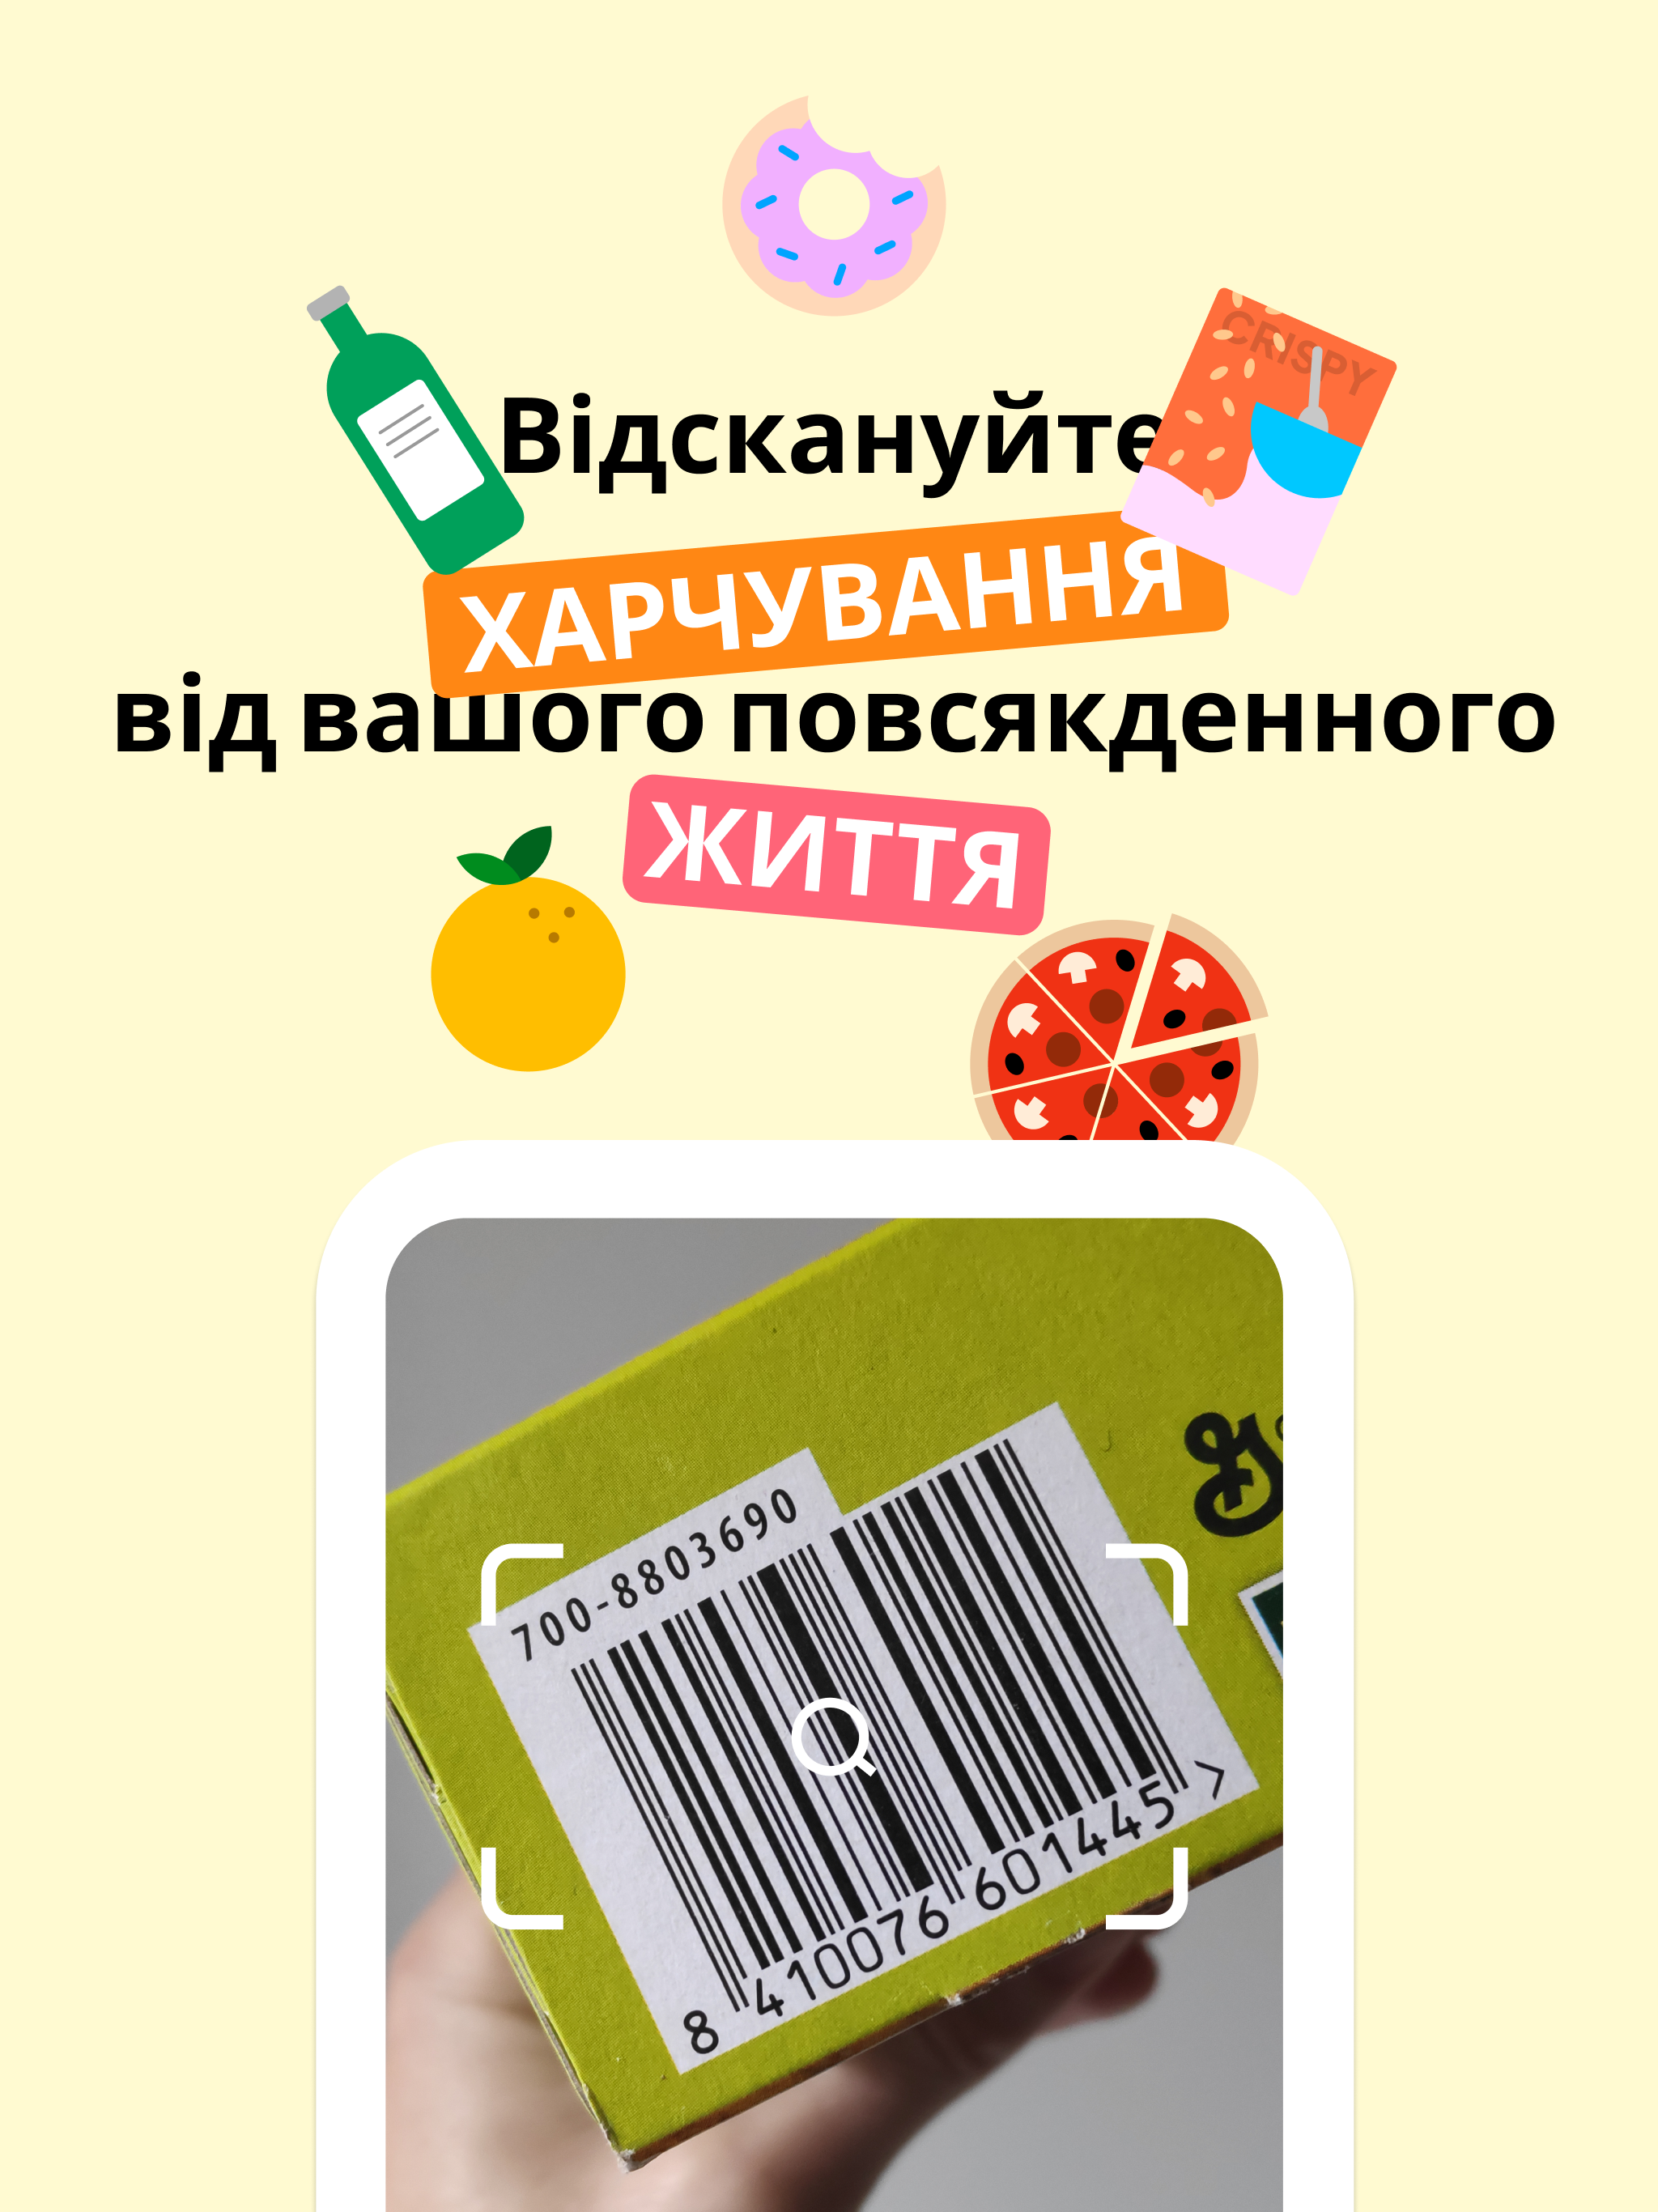 CRISPY
Відскануйте
ХАРЧУВАННЯ
від вашого повсякденного
ЖИТТЯ
700-8803690
8 410076 601445 >